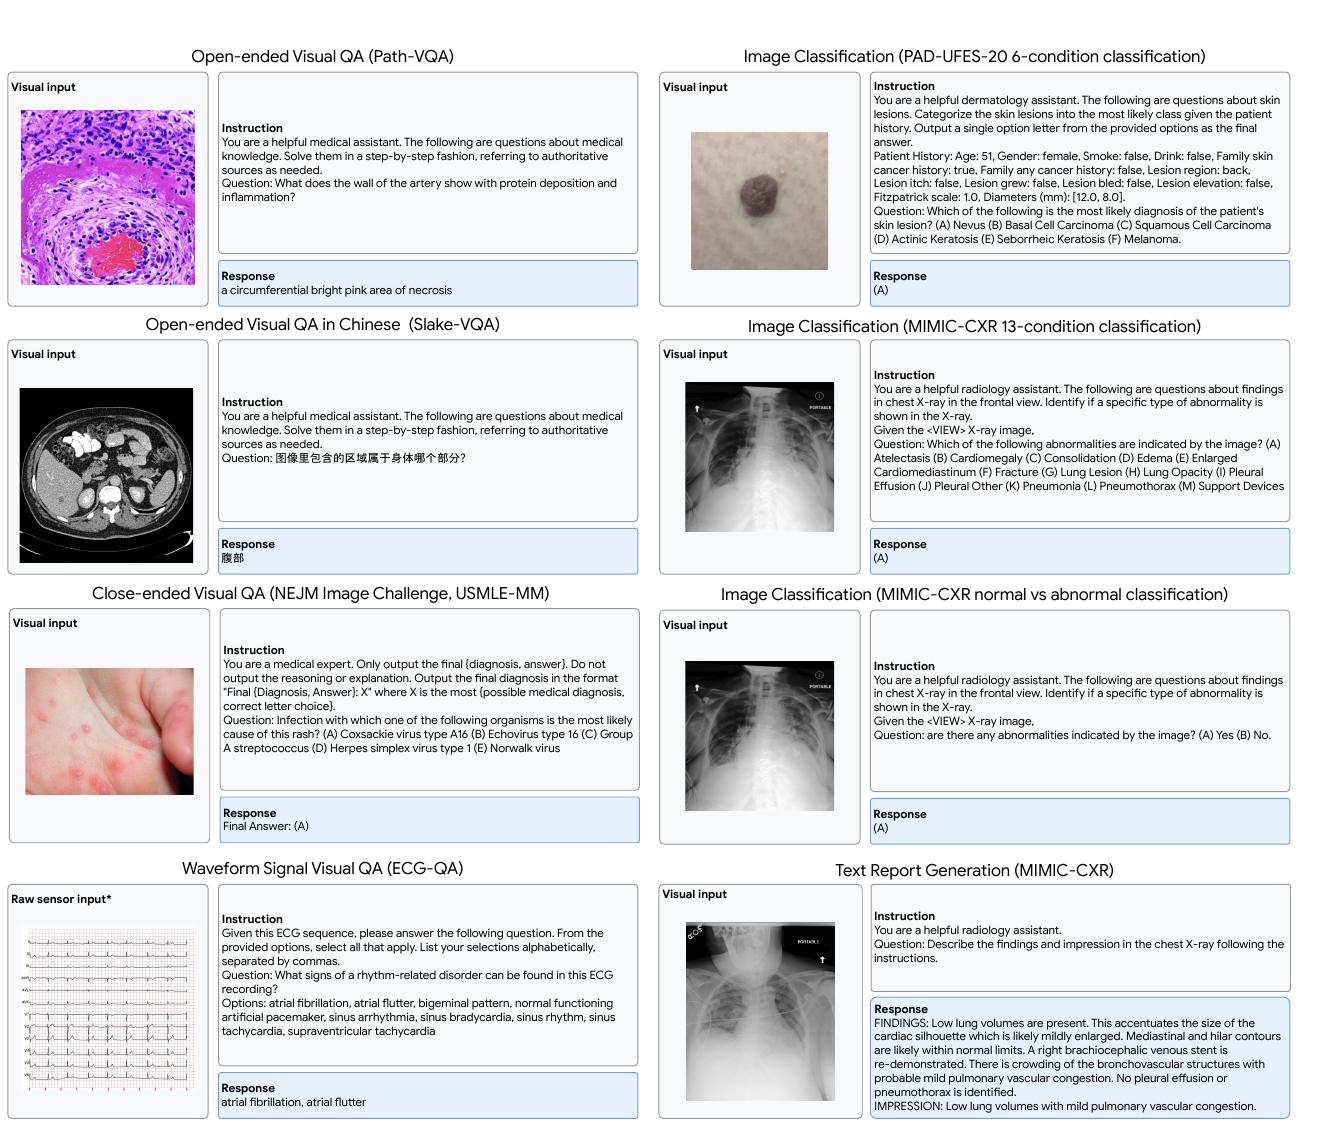 Open-ended Visual QA (Path-VQA)
Visual input
Instruction
You are a helpful medical assistant. The following are questions about medical
knowledge. Solve them in a step-by-step fashion, referring to authoritative
sources as needed.
Question: What does the wall of the artery show with protein deposition and
inflammation?
Response
a circumferential bright pink area of necrosis
Image Classification (PAD-UFES-20 6-condition classification)
Visual input
Instruction
You are a helpful dermatology assistant. The following are questions about skin
lesions. Categorize the skin lesions into the most likely class given the patient
history. Output a single option letter from the provided options as the final
answer.
Patient History: Age: 51, Gender: female, Smoke: false, Drink: false, Family skin
cancer history: true, Family any cancer history: false, Lesion region: back,
Lesion itch: false, Lesion grew: false, Lesion bled: false, Lesion elevation: false,
Fitzpatrick scale: 1.0, Diameters (mm): [12.0, 8.0].
Question: Which of the following is the most likely diagnosis of the patient's
skin lesion? (A) Nevus (B) Basal Cell Carcinoma (C) Squamous Cell Carcinoma
(D) Actinic Keratosis (E) Seborrheic Keratosis (F) Melanoma.
Response
(A)
Open-ended Visual QA in Chinese (Slake-VQA)
Visual input
Instruction
You are a helpful medical assistant. The following are questions about medical
knowledge. Solve them in a step-by-step fashion, referring to authoritative
sources as needed.
Question: 图像里包含的区域属于身体哪个部分?
Response
腹部
Image Classification (MIMIC-CXR 13-condition classification)
Visual input
PORTABLE
Instruction
You are a helpful radiology assistant. The following are questions about findings
in chest X-ray in the frontal view. Identify if a specific type of abnormality is
shown in the X-ray.
Given the <VIEW> X-ray image,
Question: Which of the following abnormalities are indicated by the image? (A)
Atelectasis (B) Cardiomegaly (C) Consolidation (D) Edema (E) Enlarged
Cardiomediastinum (F) Fracture (G) Lung Lesion (H) Lung Opacity (I) Pleural
Effusion (J) Pleural Other (K) Pneumonia (L) Pneumothorax (M) Support Devices
Response
(A)
Close-ended Visual QA (NEJM Image Challenge, USMLE-MM)
Visual input
Instruction
You are a medical expert. Only output the final {diagnosis, answer}. Do not
output the reasoning or explanation. Output the final diagnosis in the format
"Final {Diagnosis, Answer}: X" where X is the most {possible medical diagnosis,
correct letter choice}.
Question: Infection with which one of the following organisms is the most likely
cause of this rash? (A) Coxsackie virus type A16 (B) Echovirus type 16 (C) Group
A streptococcus (D) Herpes simplex virus type 1 (E) Norwalk virus
Response
Final Answer: (A)
Image Classification (MIMIC-CXR normal vs abnormal classification)
Visual input
PORTABLE
Instruction
You are a helpful radiology assistant. The following are questions about findings
in chest X-ray in the frontal view. Identify if a specific type of abnormality is
shown in the X-ray.
Given the <VIEW> X-ray image,
Question: are there any abnormalities indicated by the image? (A) Yes (B) No.
Response
(A)
Waveform Signal Visual QA (ECG-QA)
Raw sensor input*
Instruction
Given this ECG sequence, please answer the following question. From the
provided options, select all that apply. List your selections alphabetically,
separated by commas.
Question: What signs of a rhythm-related disorder can be found in this ECG
recording?
Options: atrial fibrillation, atrial flutter, bigeminal pattern, normal functioning
artificial pacemaker, sinus arrhythmia, sinus bradycardia, sinus rhythm, sinus
tachycardia, supraventricular tachycardia
Response
atrial fibrillation, atrial flutter
Text Report Generation (MIMIC-CXR)
Visual input
PORTABLE
Instruction
You are a helpful radiology assistant.
Question: Describe the findings and impression in the chest X-ray following the
instructions.
Response
FINDINGS: Low lung volumes are present. This accentuates the size of the
cardiac silhouette which is likely mildly enlarged. Mediastinal and hilar contours
are likely within normal limits. A right brachiocephalic venous stent is
re-demonstrated. There is crowding of the bronchovascular structures with
probable mild pulmonary vascular congestion. No pleural effusion or
pneumothorax is identified.
IMPRESSION: Low lung volumes with mild pulmonary vascular congestion.